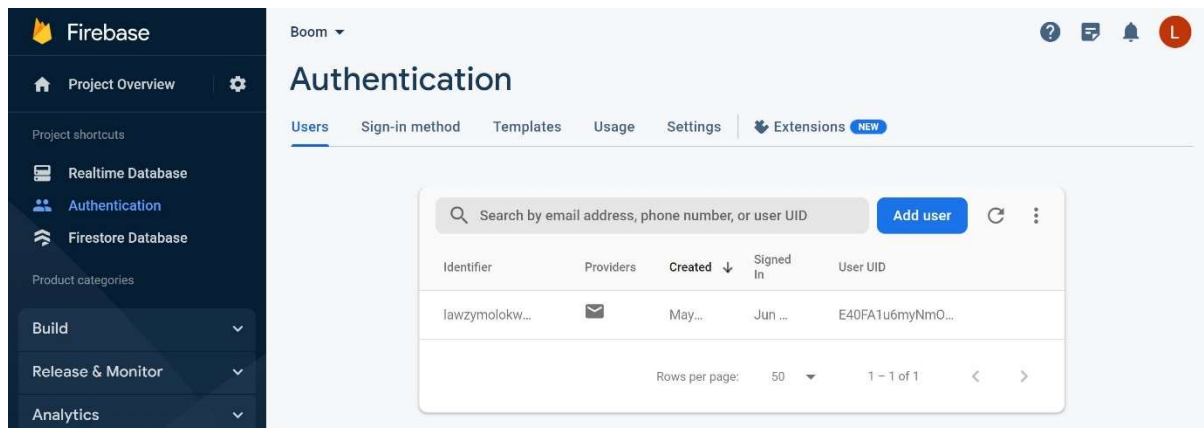 Firebase
Project Overview
Project shortcuts
Realtime Database
Authentication
Firestore Database
Product categories
Build
Release & Monitor
Analytics
Boom
L
Authentication
Users Sign-in method Templates Usage Settings Extensions NEW
Search by email address, phone number, or user UID Add user
Identifier Providers Created Signed In User UID
lawzymolokw... May... Jun ... E40FA1u6myNmO...
Rows per page: 50 1 – 1 of 1